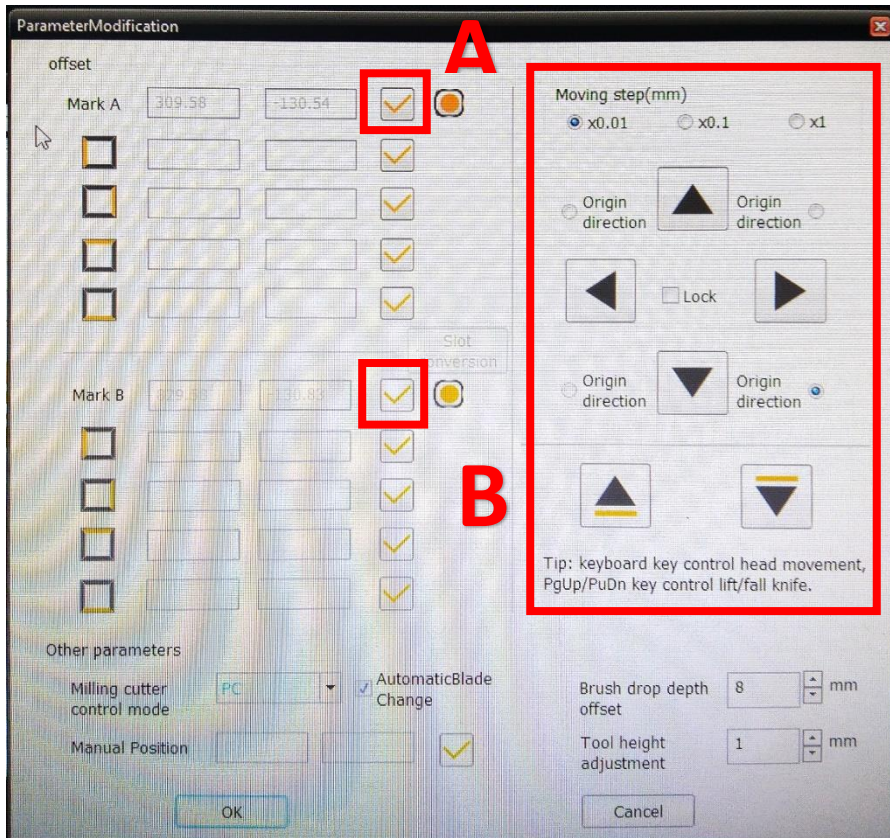 ParameterModification
A
offset
Mark A 309.58 -130.54
Moving step(mm)
x0.01 x0.1 x1
Origin
direction
Origin
direction
Lock
Slot
conversion
Mark B 829.58 -130.83
Origin
direction
Origin
direction
B
Tip: keyboard key control head movement,
PgUp/PuDn key control lift/fall knife.
Other parameters
Milling cutter
control mode
PC
AutomaticBlade
Change
Brush drop depth
offset
8 mm
Manual Position
Tool height
adjustment
1 mm
OK
Cancel